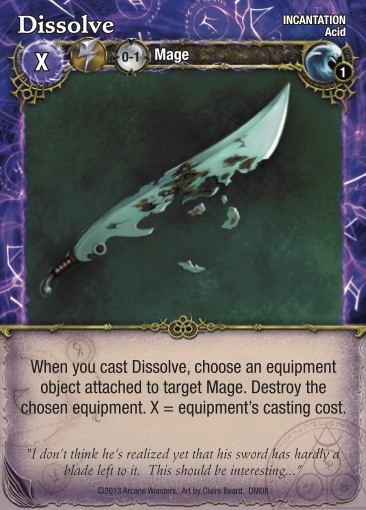 Dissolve
INCANTATION
Acid
X
0-1
Mage
1
When you cast Dissolve, choose an equipment
object attached to target Mage. Destroy the
chosen equipment. X = equipment's casting cost.
"I don't think he's realized yet that his sword has hardly a
blade left to it. This should be interesting..."
©2013 Arcane Wonders. Art by Claire Beard. DNI08